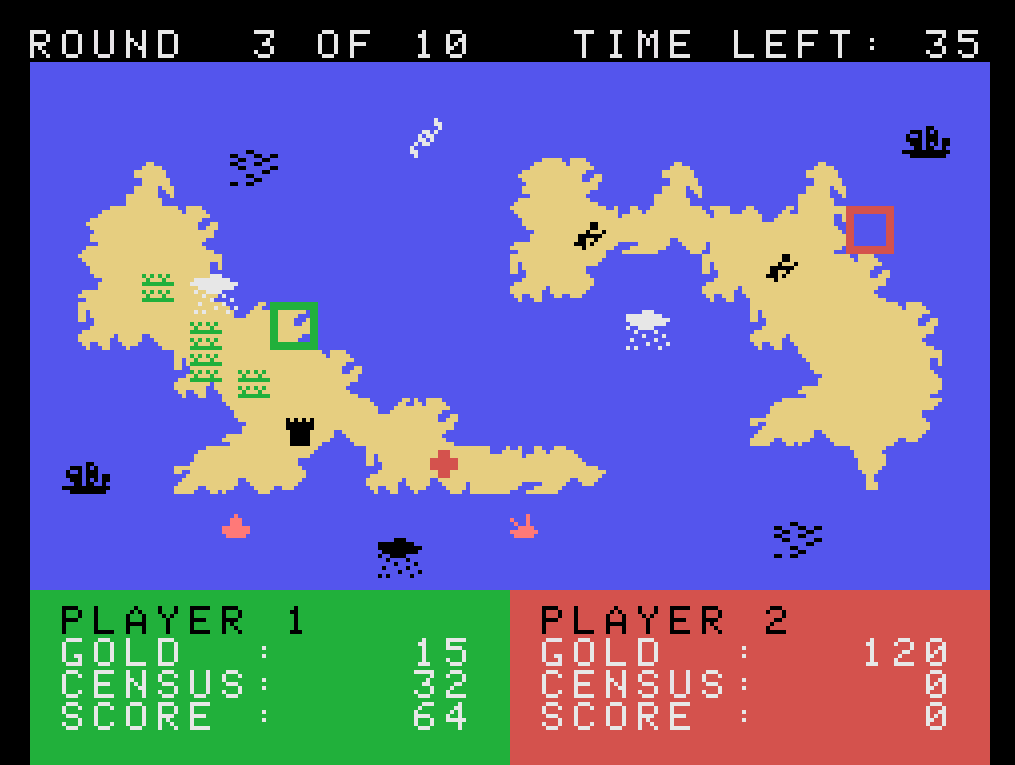 ROUND 3 OF 10 TIME LEFT: 35
PLAYER 1
GOLD : 15
CENSUS: 32
SCORE : 64
PLAYER 2
GOLD : 120
CENSUS: 0
SCORE : 0